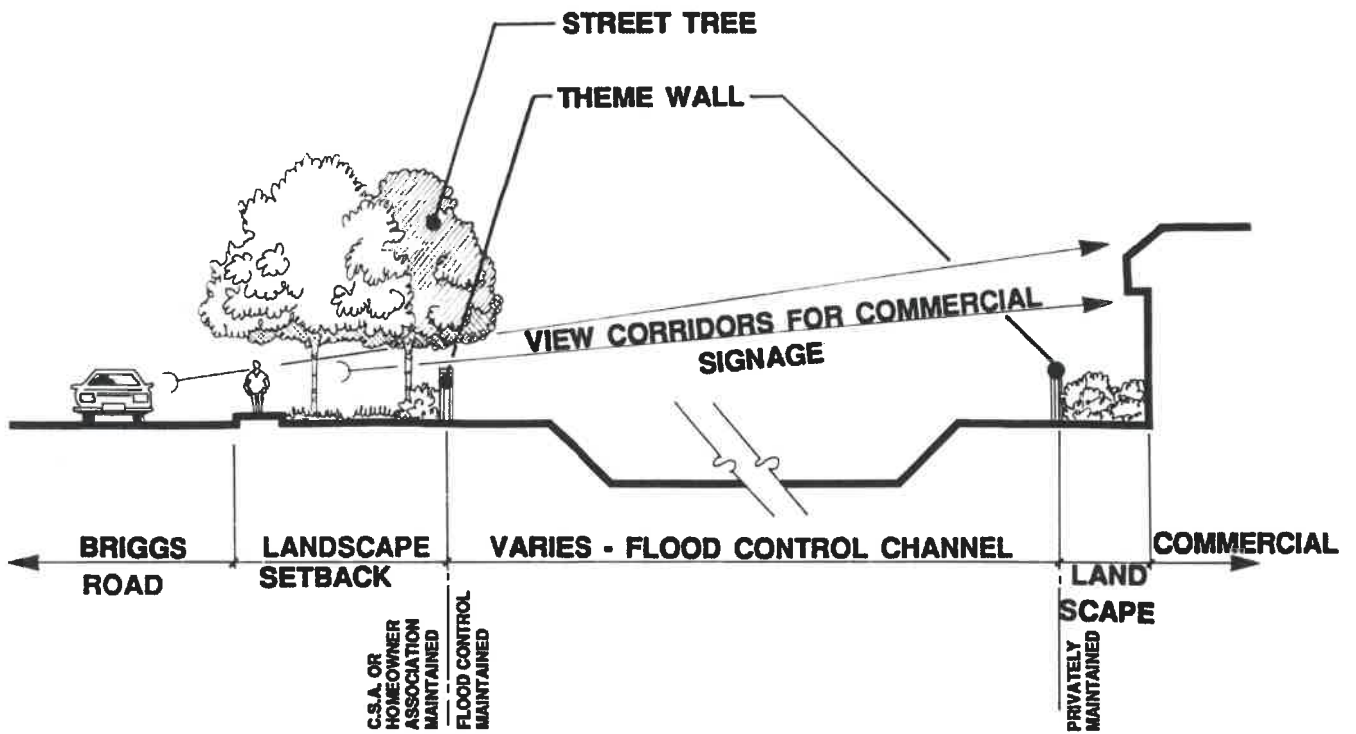 STREET TREE
THEME WALL
VIEW CORRIDORS FOR COMMERCIAL
SIGNAGE
BRIGGS
ROAD
LANDSCAPE
SETBACK
VARIES - FLOOD CONTROL CHANNEL
LAND
SCAPE
COMMERCIAL
C.S.A. OR
HOMEOWNER
ASSOCIATION
MAINTAINED
FLOOD CONTROL
MAINTAINED
PRIVATELY
MAINTAINED